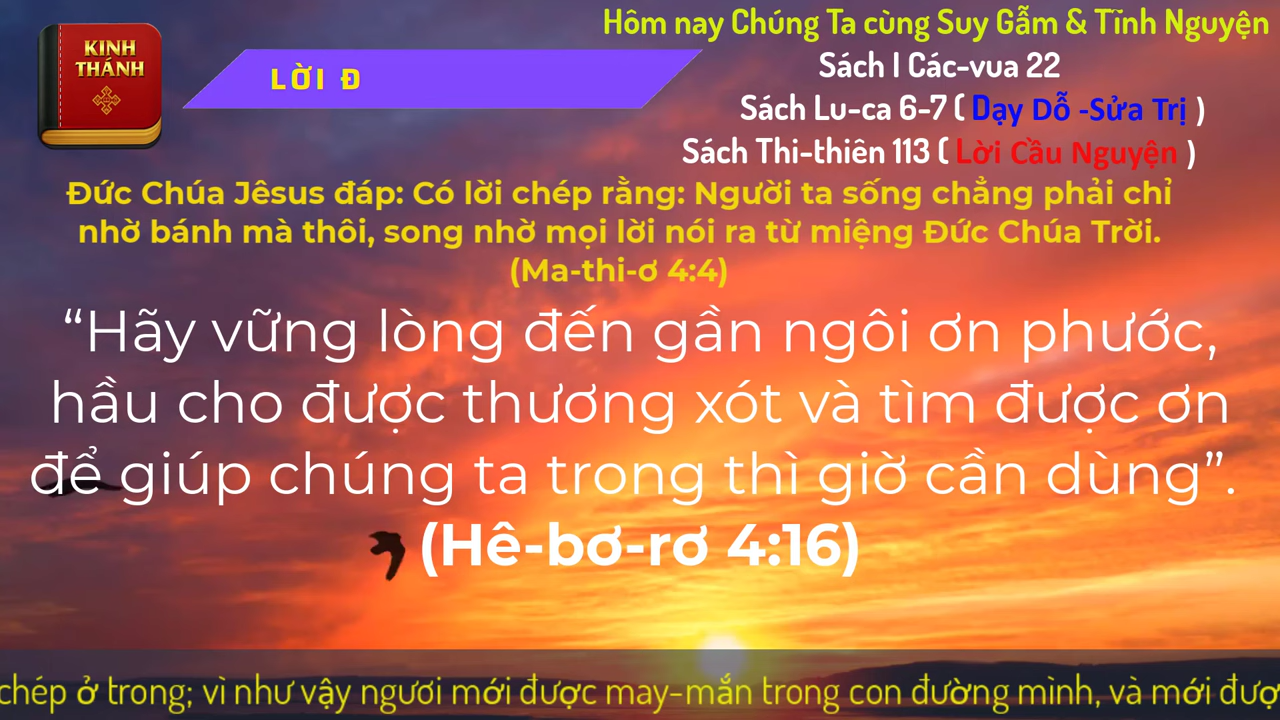 KINH
THÁNH
LỜI Đ
Hôm nay Chúng Ta cùng Suy Gẫm & Tĩnh Nguyện
Sách I Các-vua 22
Sách Lu-ca 6-7 ( Dạy Dỗ -Sửa Trị )
Sách Thi-thiên 113 ( Lời Cầu Nguyện )
Đức Chúa Jêsus đáp: Có lời chép rằng: Người ta sống chẳng phải chỉ
nhờ bánh mà thôi, song nhờ mọi lời nói ra từ miệng Đức Chúa Trời.
(Ma-thi-ơ 4:4)
“Hãy vững lòng đến gần ngôi ơn phước,
hầu cho được thương xót và tìm được ơn
để giúp chúng ta trong thì giờ cần dùng”.
(Hê-bơ-rơ 4:16)
chép ở trong; vì như vậy ngươi mới được may-mắn trong con đường mình, và mới đượ